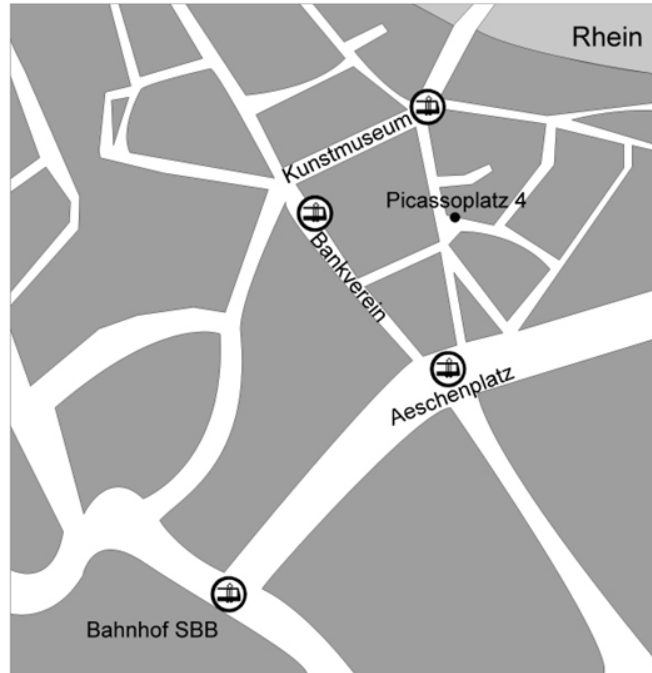 Rhein
Kunstmuseum
Picassoplatz 4
Bankverein
Aeschenplatz
Bahnhof SBB